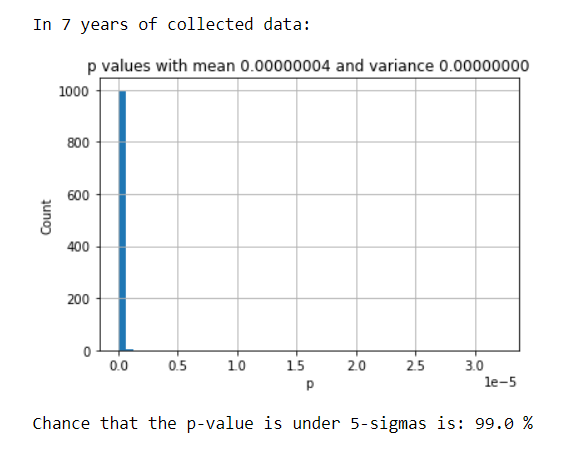 In 7 years of collected data:
p values with mean 0.00000004 and variance 0.00000000
1000
800
600
400
200
0
Count
0.0 0.5 1.0 1.5 2.0 2.5 3.0
1e−5
p
Chance that the p-value is under 5-sigmas is: 99.0 %